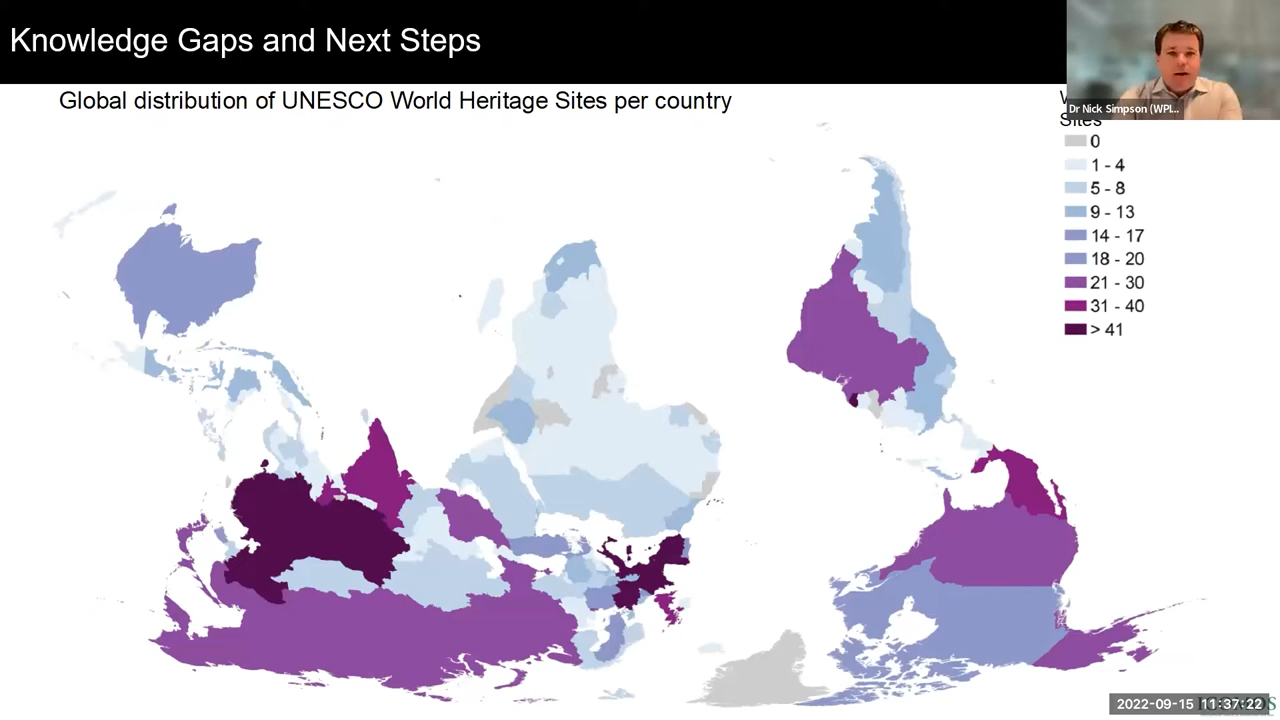 Knowledge Gaps and Next Steps
Dr Nick Simpson (WPI...
Global distribution of UNESCO World Heritage Sites per country
Sites
0
1 - 4
5 - 8
9 - 13
14 - 17
18 - 20
21 - 30
31 - 40
> 41
2022-09-15 11:37:22